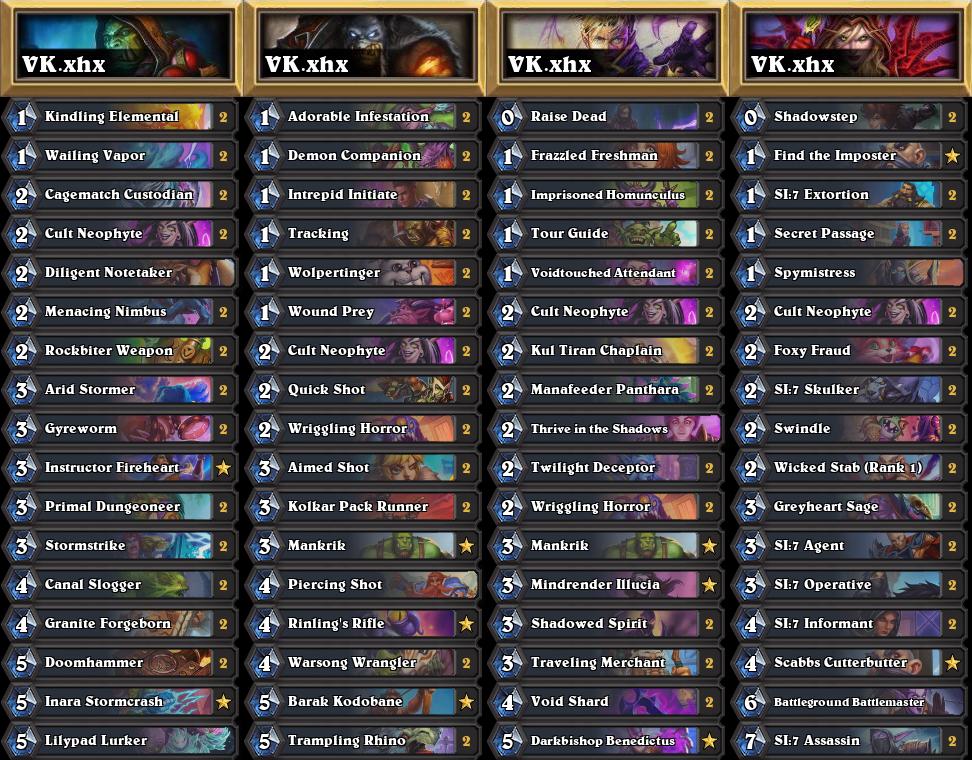 VK.xhx
1 Kindling Elemental 2
1 Wailing Vapor 2
2 Cagematch Custodian 2
2 Cult Neophyte 2
2 Diligent Notetaker
2 Menacing Nimbus 2
2 Rockbiter Weapon 2
3 Arid Stormer 2
3 Gyreworm 2
3 Instructor Fireheart
3 Primal Dungeoneer 2
3 Stormstrike 2
4 Canal Slogger 2
4 Granite Forgeborn 2
5 Doomhammer 2
5 Inara Stormcrash
5 Lilypad Lurker
VK.xhx
1 Adorable Infestation 2
1 Demon Companion 2
1 Intrepid Initiate 2
1 Tracking 2
1 Wolpertinger 2
1 Wound Prey 2
2 Cult Neophyte 2
2 Quick Shot 2
2 Wriggling Horror 2
3 Aimed Shot 2
3 Kolkar Pack Runner 2
3 Mankrik
4 Piercing Shot
4 Rinling's Rifle
4 Warsong Wrangler 2
5 Barak Kodobane
5 Trampling Rhino 2
VK.xhx
0 Raise Dead 2
1 Frazzled Freshman 2
1 Imprisoned Homunculus 2
1 Tour Guide 2
1 Voidtouched Attendant 2
2 Cult Neophyte 2
2 Kul Tiran Chaplain 2
2 Manafeeder Panthara 2
2 Thrive in the Shadows
2 Twilight Deceptor 2
2 Wriggling Horror 2
3 Mankrik
3 Mindrender Illucia
3 Shadowed Spirit 2
3 Traveling Merchant 2
4 Void Shard 2
5 Darkbishop Benedictus
VK.xhx
0 Shadowstep 2
1 Find the Imposter
1 SI:7 Extortion 2
1 Secret Passage 2
1 Spymistress
2 Cult Neophyte 2
2 Foxy Fraud 2
2 SI:7 Skulker 2
2 Swindle 2
2 Wicked Stab (Rank 1) 2
3 Greyheart Sage 2
3 SI:7 Agent 2
3 SI:7 Operative 2
4 SI:7 Informant 2
4 Scabbs Cutterbutter
6 Battleground Battlemaster
7 SI:7 Assassin 2